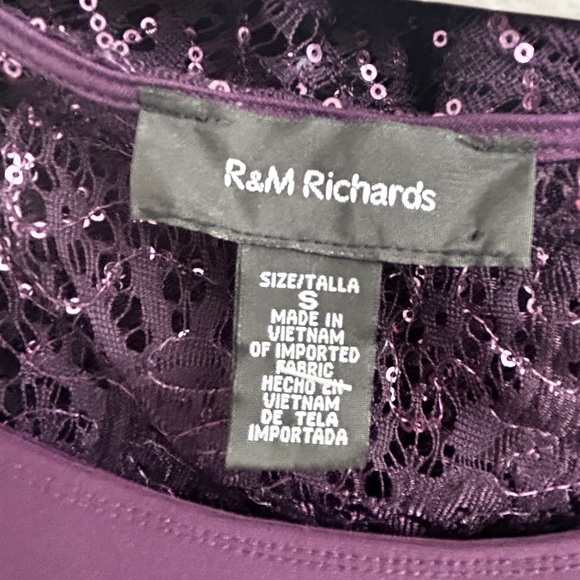 R&M Richards
SIZE/TALLA
S
MADE IN
VIETNAM
OF IMPORTED
FABRIC
HECHO EN
VIETNAM
DE TELA
IMPORTADA